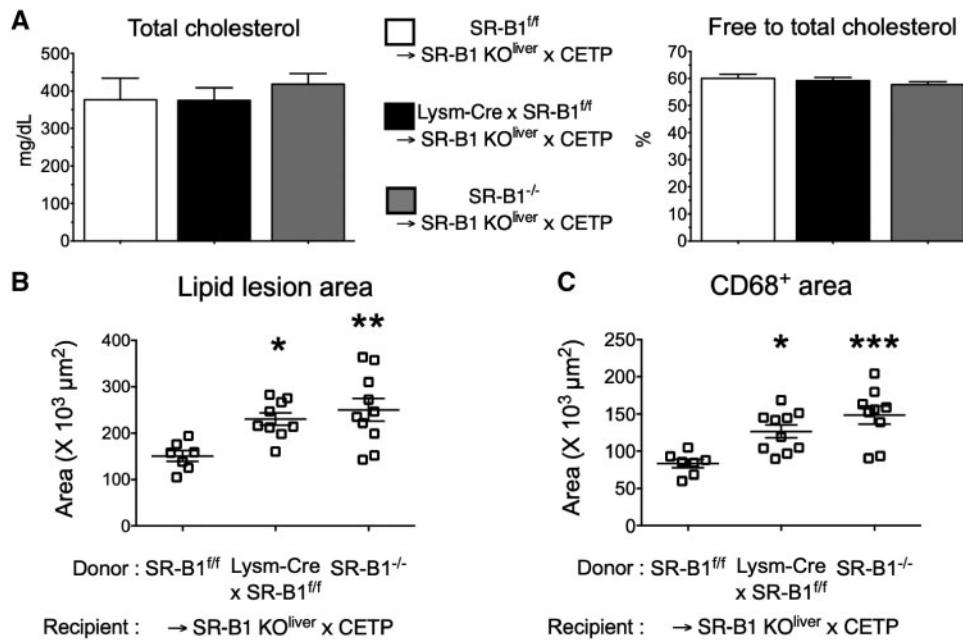 A
Total cholesterol
mg/dL
500
400
300
200
100
0
SR-B1f/f
→ SR-B1 KOliver x CETP
Lysm-Cre x SR-B1f/f
→ SR-B1 KOliver x CETP
SR-B1-/-
→ SR-B1 KOliver x CETP
Free to total cholesterol
%
70
60
50
40
30
20
10
0
B
Lipid lesion area
Area (X 10³ µm²)
400
300
200
100
0
*
**
Donor : SR-B1f/f Lysm-Cre SR-B1-/-
x SR-B1f/f
Recipient : → SR-B1 KOliver x CETP
C
CD68+ area
Area (X 10³ µm²)
250
200
150
100
50
0
*
***
Donor : SR-B1f/f Lysm-Cre SR-B1-/-
x SR-B1f/f
Recipient : → SR-B1 KOliver x CETP